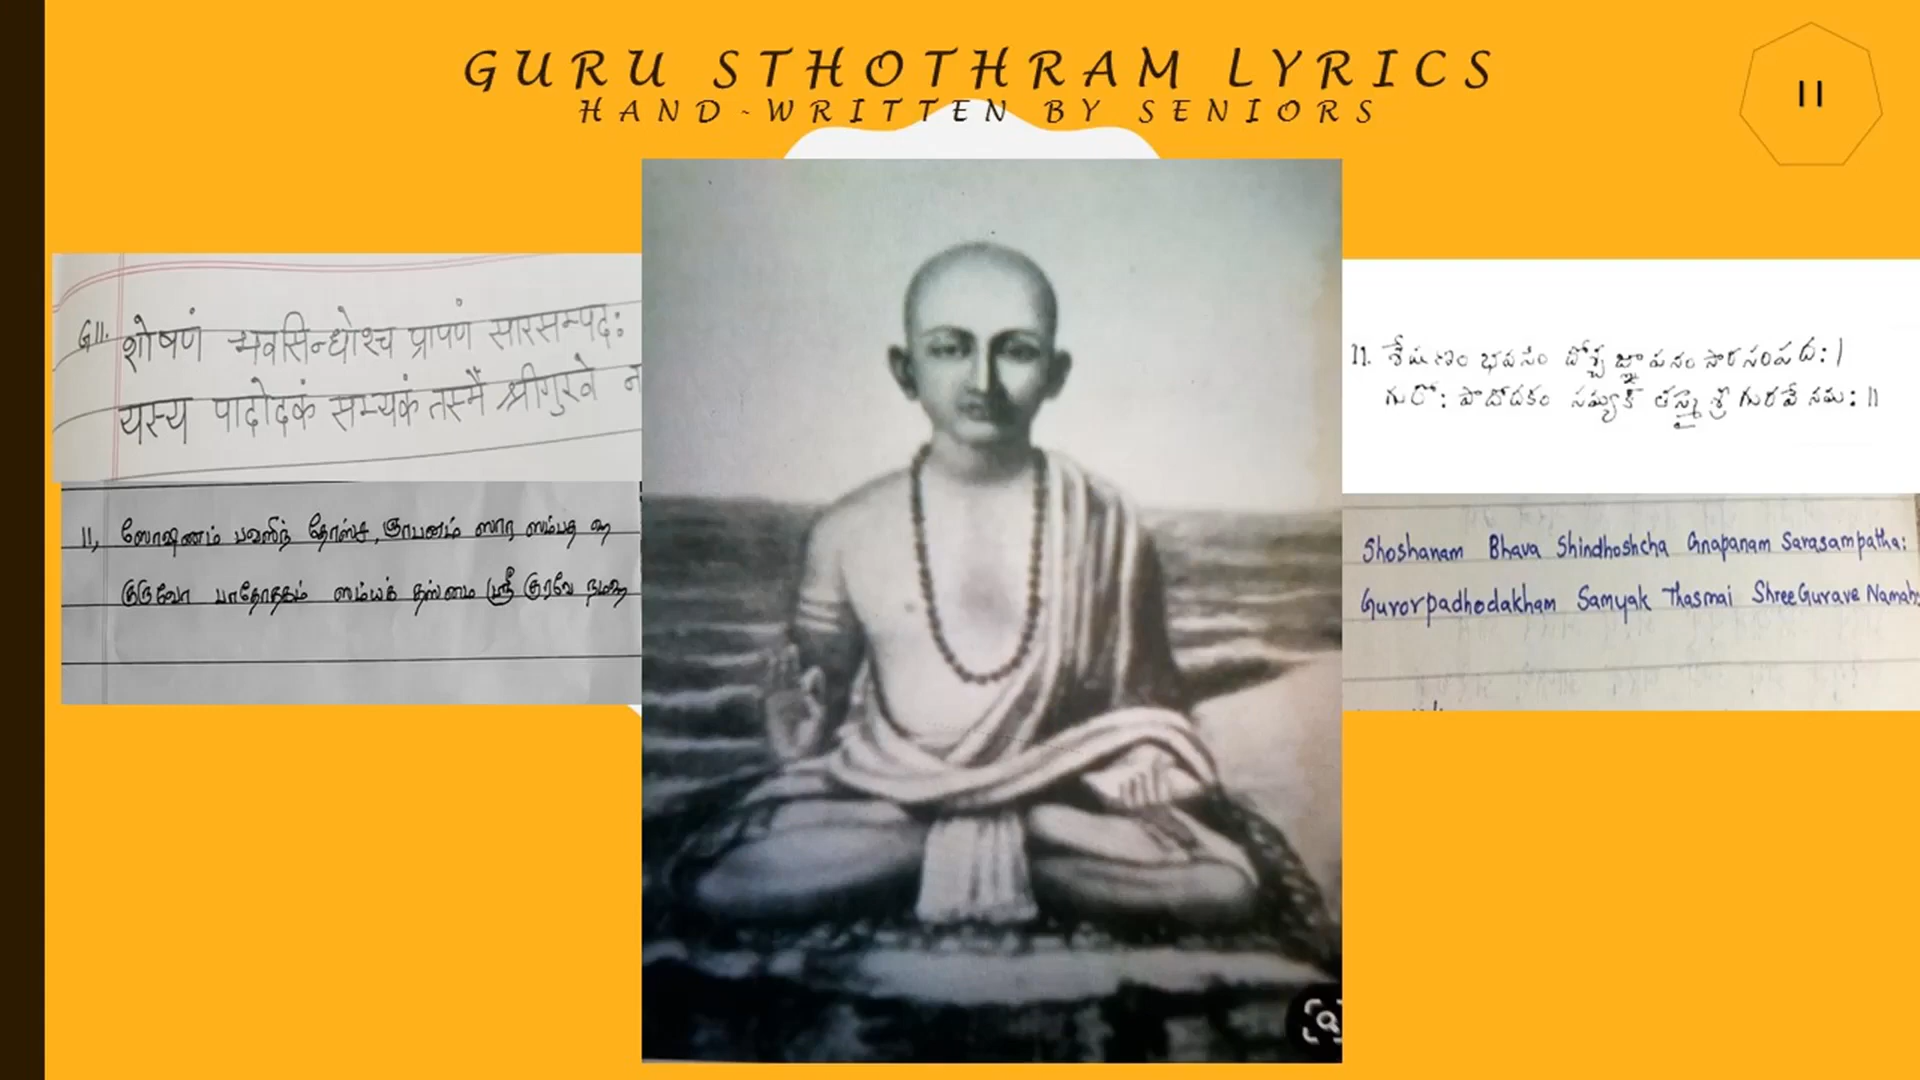 GURU STHOTHRAM LYRICS
HAND-WRITTEN BY SENIORS
11
G11. शोषणं भवसिन्धोश्च प्रापणं सारसम्पदः
यस्य पादोदकं सम्यकं तस्मै श्रीगुरवे न
11, ஸோஷணம் பவஸிந் தோஸ்ச, ஞாபனம் ஸார ஸம்பத ஹ
குருவோ பாதோதகம் ஸம்யக் தஸ்மை ஸ்ரீ குரவே நமஹ
11. శేషణం భవసిం దోశ్చ జ్ఞాపనం సారసంపద: |
గురో: పాదోదకం సమ్యక్ తస్మై శ్రీ గురవే నమ: ||
Shoshanam Bhava Shindhoshcha Gnapanam Sarasampatha:
Gurorpadhodakham Samyak Thasmai Shree Gurave Namah: